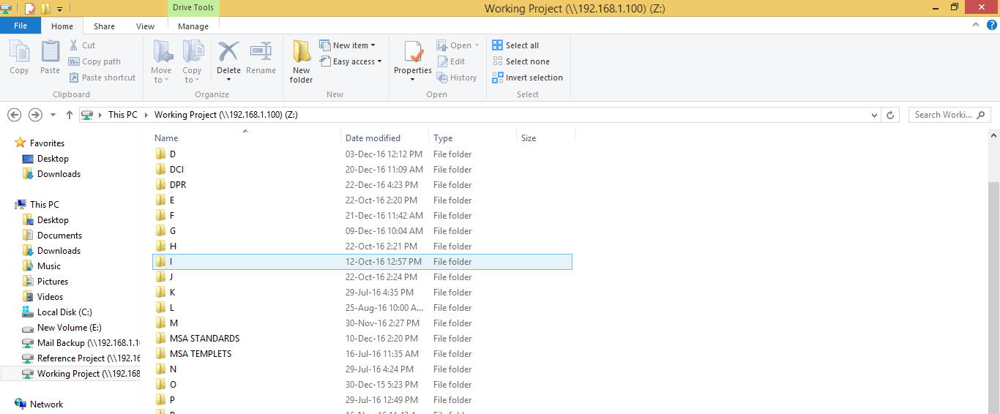 Drive Tools
Working Project (\\192.168.1.100) (Z:)
File Home Share View Manage
Copy
Paste
Cut
Copy path
Paste shortcut
Clipboard
Move to
Copy to
Delete
Rename
Organize
New folder
New item
Easy access
New
Properties
Open
Edit
History
Open
Select all
Select none
Invert selection
Select
This PC Working Project (\\192.168.1.100) (Z:)
Search Worki...
Favorites
Desktop
Downloads
This PC
Desktop
Documents
Downloads
Music
Pictures
Videos
Local Disk (C:)
New Volume (E:)
Mail Backup (\\192.168.1.10
Reference Project (\\192.16
Working Project (\\192.168
Network
Name Date modified Type Size
D 03-Dec-16 12:12 PM File folder
DCI 20-Dec-16 11:09 AM File folder
DPR 22-Dec-16 4:23 PM File folder
E 22-Oct-16 2:20 PM File folder
F 21-Dec-16 11:42 AM File folder
G 09-Dec-16 10:04 AM File folder
H 22-Oct-16 2:21 PM File folder
I 12-Oct-16 12:57 PM File folder
J 22-Oct-16 2:24 PM File folder
K 29-Jul-16 4:35 PM File folder
L 25-Aug-16 10:00 A... File folder
M 30-Nov-16 2:27 PM File folder
MSA STANDARDS 10-Dec-16 2:20 PM File folder
MSA TEMPLETS 16-Jul-16 11:35 AM File folder
N 29-Jul-16 4:24 PM File folder
O 30-Dec-15 5:23 PM File folder
P 29-Jul-16 12:49 PM File folder